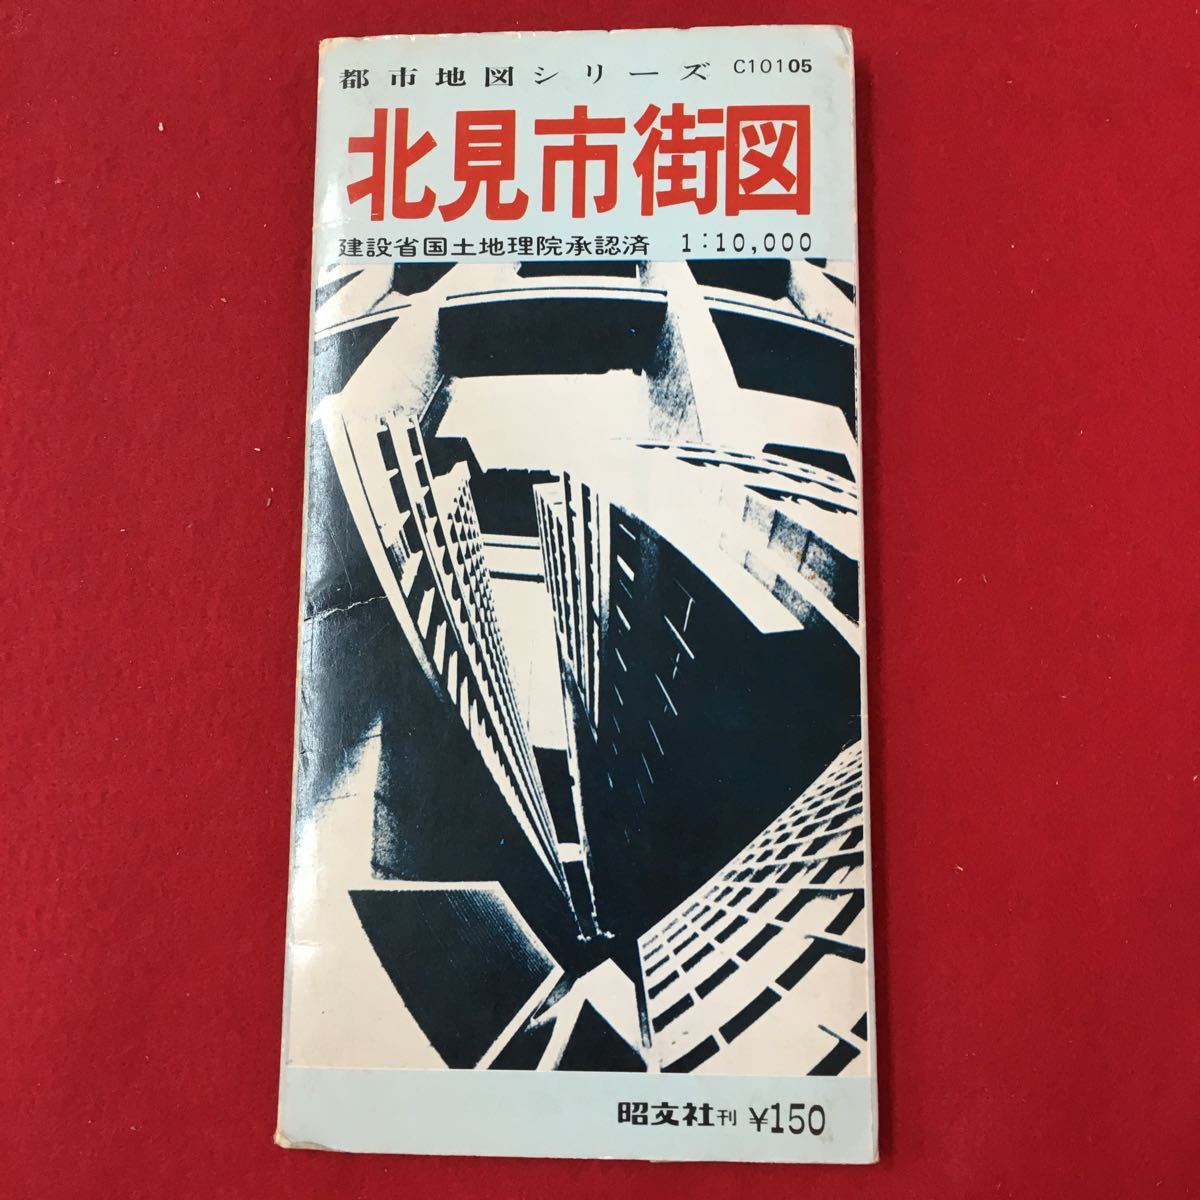 都市地図シリーズ C10105
北見市街図
建設省国土地理院承認済 1:10,000
昭文社刊 ¥150